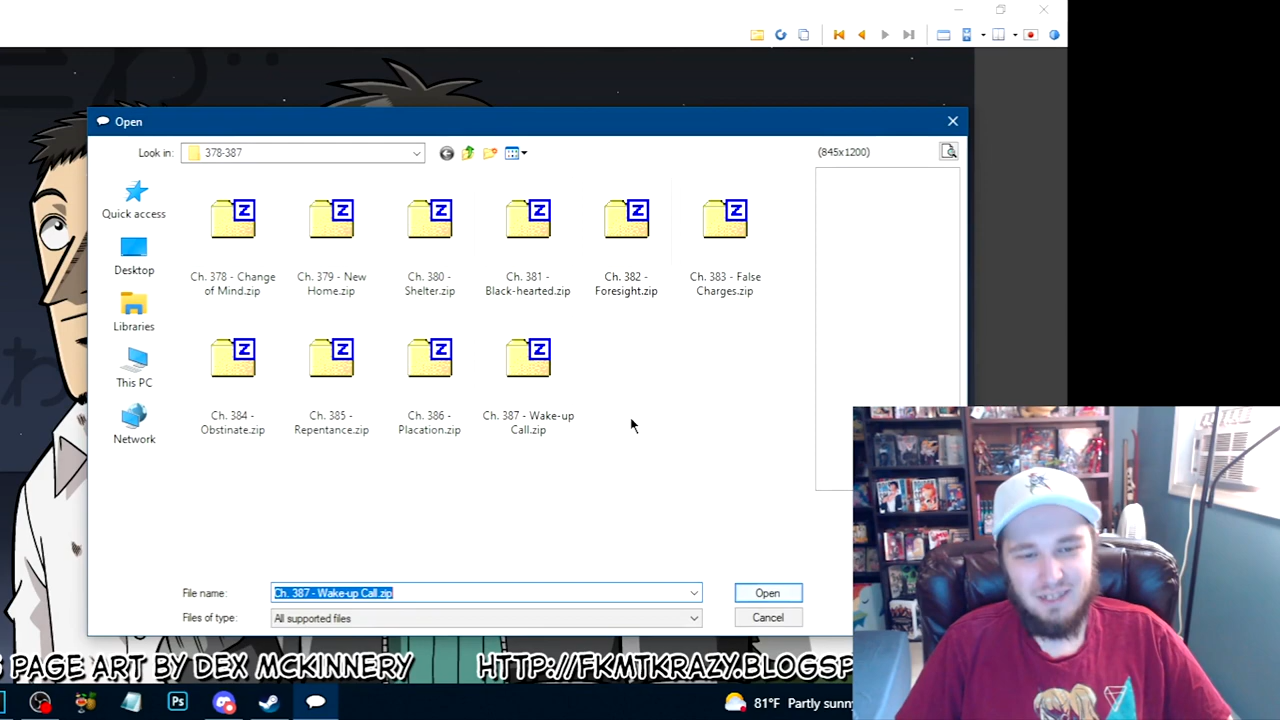 Open
Look in:
378-387
(845x1200)
Quick access
Desktop
Libraries
This PC
Network
Ch. 378 - Change
of Mind.zip
Ch. 379 - New
Home.zip
Ch. 380 -
Shelter.zip
Ch. 381 -
Black-hearted.zip
Ch. 382 -
Foresight.zip
Ch. 383 - False
Charges.zip
Ch. 384 -
Obstinate.zip
Ch. 385 -
Repentance.zip
Ch. 386 -
Placation.zip
Ch. 387 - Wake-up
Call.zip
File name:
Ch. 387 - Wake-up Call.zip
Open
Files of type:
All supported files
Cancel
S PAGE ART BY DEX MCKINNERY
HTTP://FKMTKRAZY.BLOGSP
Ps
81°F Partly sunny